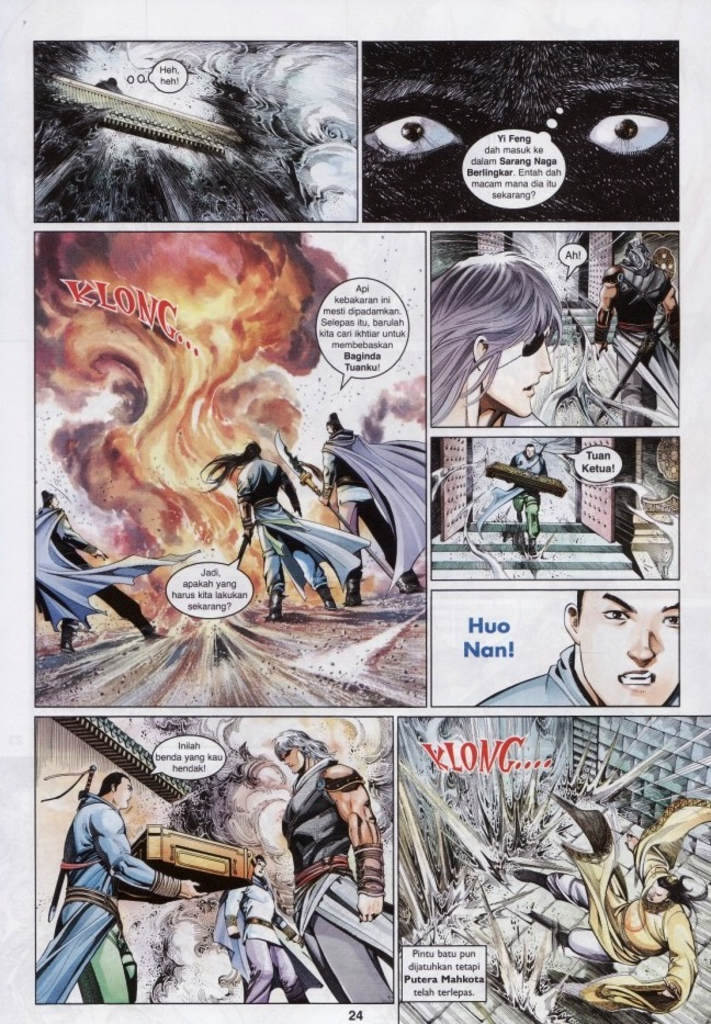 Heh,
heh!
Yi Feng
dah masuk ke
dalam Sarang Naga
Berlingkar. Entah dah
macam mana dia itu
sekarang?
KLONG...
Api
kebakaran ini
mesti dipadamkan.
Selepas itu, barulah
kita cari ikhtiar untuk
membebaskan
Baginda
Tuanku!
Jadi,
apakah yang
harus kita lakukan
sekarang?
Ah!
Tuan
Ketua!
Huo
Nan!
Inilah
benda yang kau
hendak!
KLONG....
Pintu batu pun
dijatuhkan tetapi
Putera Mahkota
telah terlepas.
24